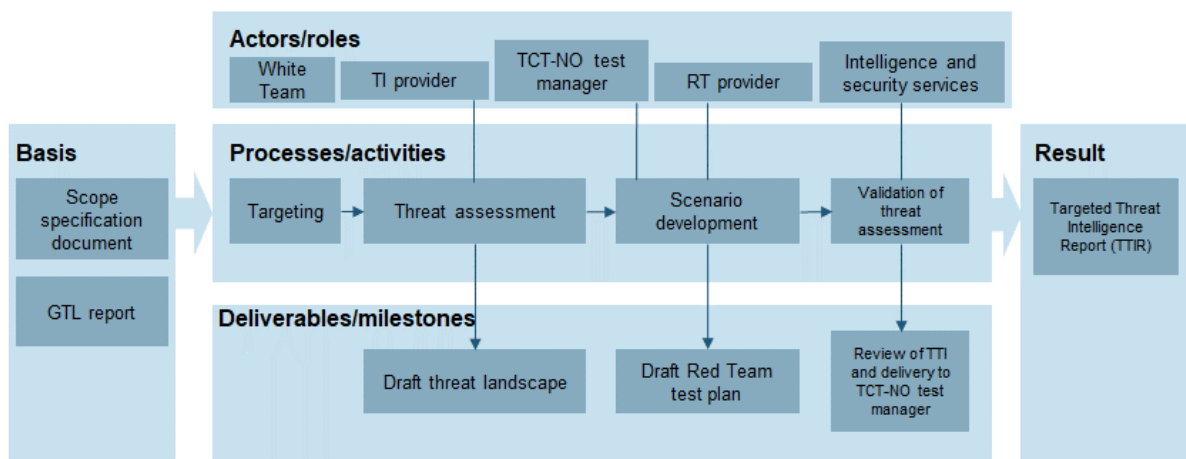 Actors/roles
White
Team
TI provider
TCT-NO test
manager
RT provider
Intelligence and
security services
Basis
Scope
specification
document
GTL report
Processes/activities
Targeting
Threat assessment
Scenario
development
Validation of
threat
assessment
Deliverables/milestones
Draft threat landscape
Draft Red Team
test plan
Review of TTI
and delivery to
TCT-NO test
manager
Result
Targeted Threat
Intelligence
Report (TTIR)